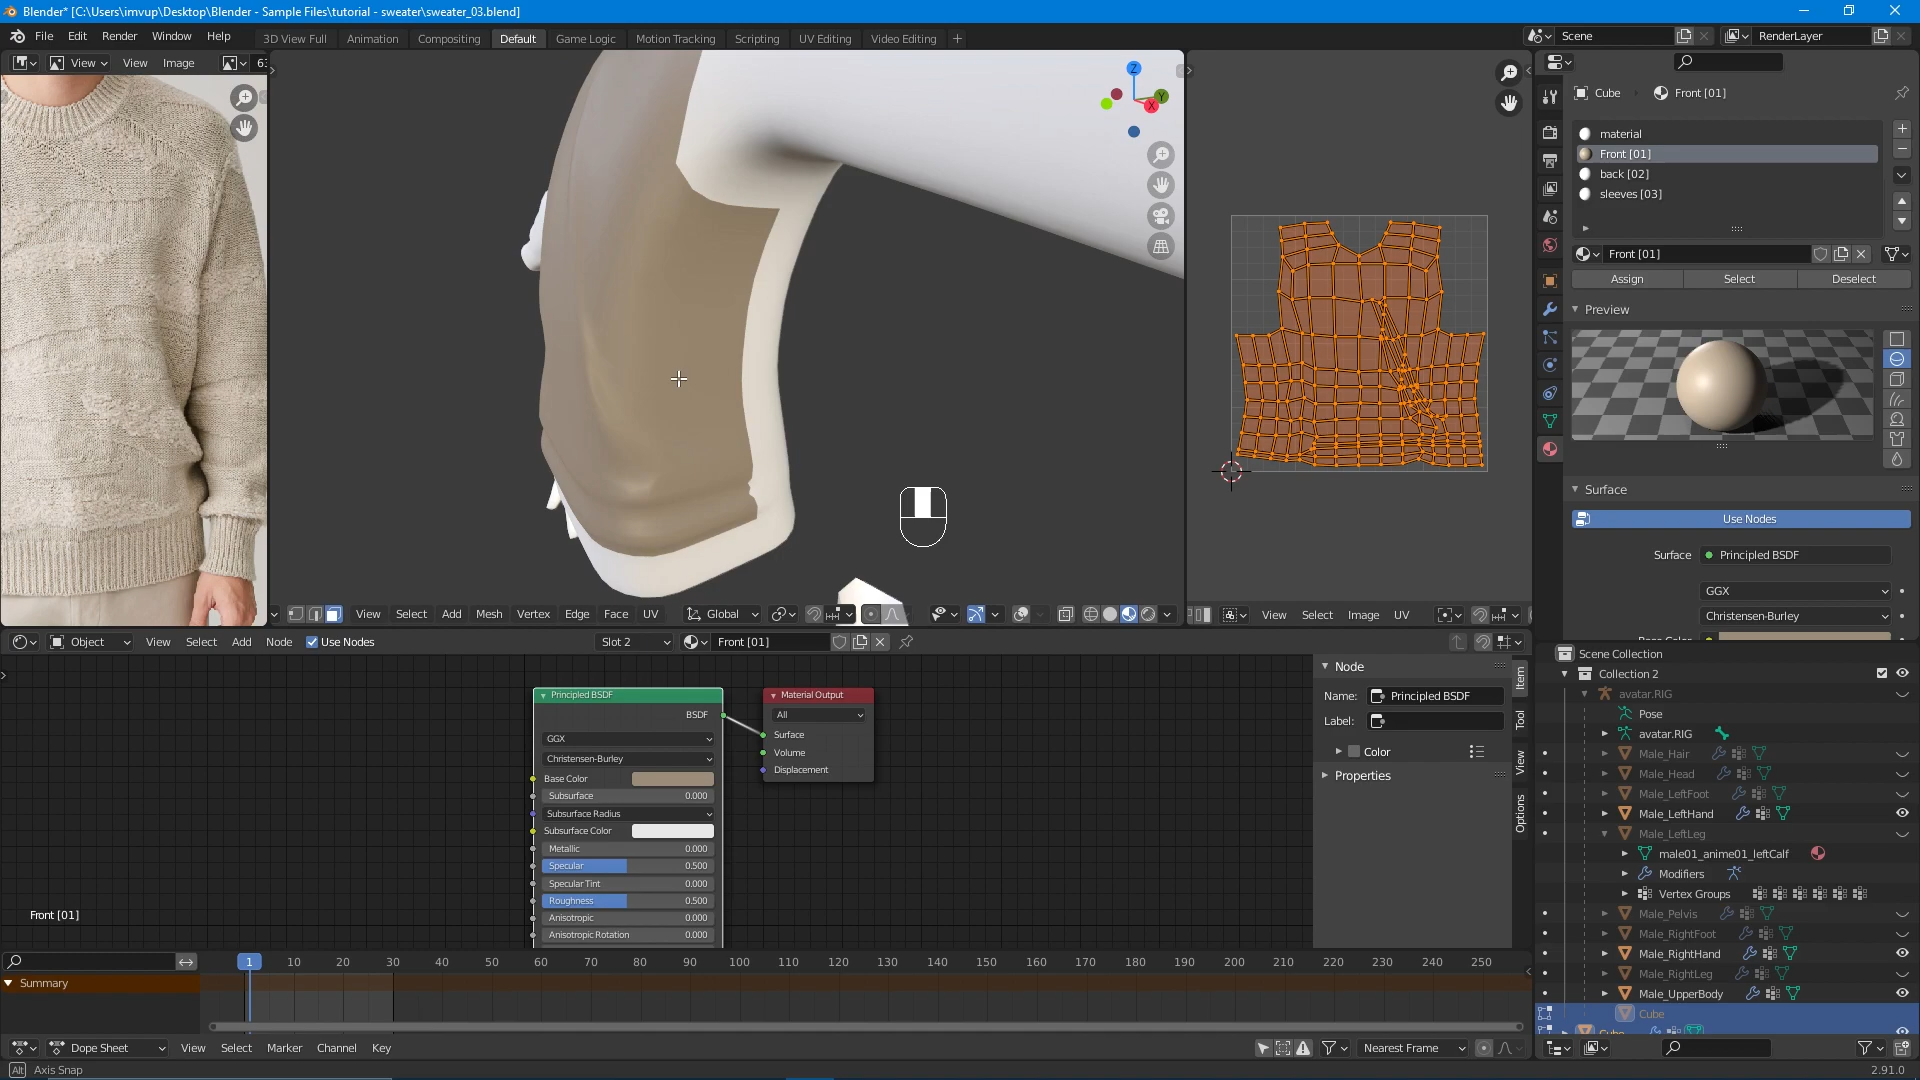 Blender* [C:\Users\imvup\Desktop\Blender - Sample Files\tutorial - sweater\sweater_03.blend]
File Edit Render Window Help
3D View Full Animation Compositing Default Game Logic Motion Tracking Scripting UV Editing Video Editing
Scene RenderLayer
View View Image 6
Z Y X
Cube Front [01]
material
Front [01]
back [02]
sleeves [03]
Front [01]
Assign Select Deselect
Preview
Surface
Use Nodes
Surface Principled BSDF
GGX
Christensen-Burley
View Select Add Mesh Vertex Edge Face UV Global
View Select Image UV
Object View Select Add Node Use Nodes Slot 2 Front [01]
Principled BSDF
BSDF
GGX
Christensen-Burley
Base Color
Subsurface 0.000
Subsurface Radius
Subsurface Color
Metallic 0.000
Specular 0.500
Specular Tint 0.000
Roughness 0.500
Anisotropic 0.000
Anisotropic Rotation 0.000
Material Output
All
Surface
Volume
Displacement
Front [01]
Node
Name: Principled BSDF
Label:
Color
Properties
Item
Tool
View
Options
Scene Collection
Collection 2
avatar.RIG
Pose
avatar.RIG
Male_Hair
Male_Head
Male_LeftFoot
Male_LeftHand
Male_LeftLeg
male01_anime01_leftCalf
Modifiers
Vertex Groups
Male_Pelvis
Male_RightFoot
Male_RightHand
Male_RightLeg
Male_UpperBody
Cube
1 10 20 30 40 50 60 70 80 90 100 110 120 130 140 150 160 170 180 190 200 210 220 230 240 250
Summary
Dope Sheet View Select Marker Channel Key Nearest Frame
Alt Axis Snap
2.91.0